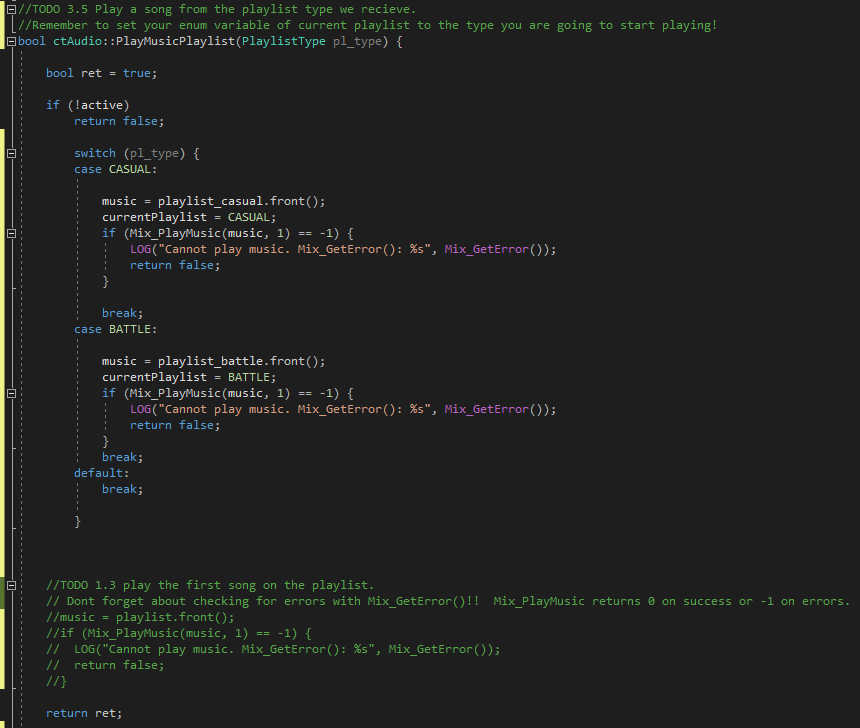 //TODO 3.5 Play a song from the playlist type we recieve.
//Remember to set your enum variable of current playlist to the type you are going to start playing!
bool ctAudio::PlayMusicPlaylist(PlaylistType pl_type) {
bool ret = true;
if (!active)
return false;
switch (pl_type) {
case CASUAL:
music = playlist_casual.front();
currentPlaylist = CASUAL;
if (Mix_PlayMusic(music, 1) == -1) {
LOG("Cannot play music. Mix_GetError(): %s", Mix_GetError());
return false;
}
break;
case BATTLE:
music = playlist_battle.front();
currentPlaylist = BATTLE;
if (Mix_PlayMusic(music, 1) == -1) {
LOG("Cannot play music. Mix_GetError(): %s", Mix_GetError());
return false;
}
break;
default:
break;
}
//TODO 1.3 play the first song on the playlist.
// Dont forget about checking for errors with Mix_GetError()!!  Mix_PlayMusic returns 0 on success or -1 on errors.
//music = playlist.front();
//if (Mix_PlayMusic(music, 1) == -1) {
//  LOG("Cannot play music. Mix_GetError(): %s", Mix_GetError());
//  return false;
//}
return ret;